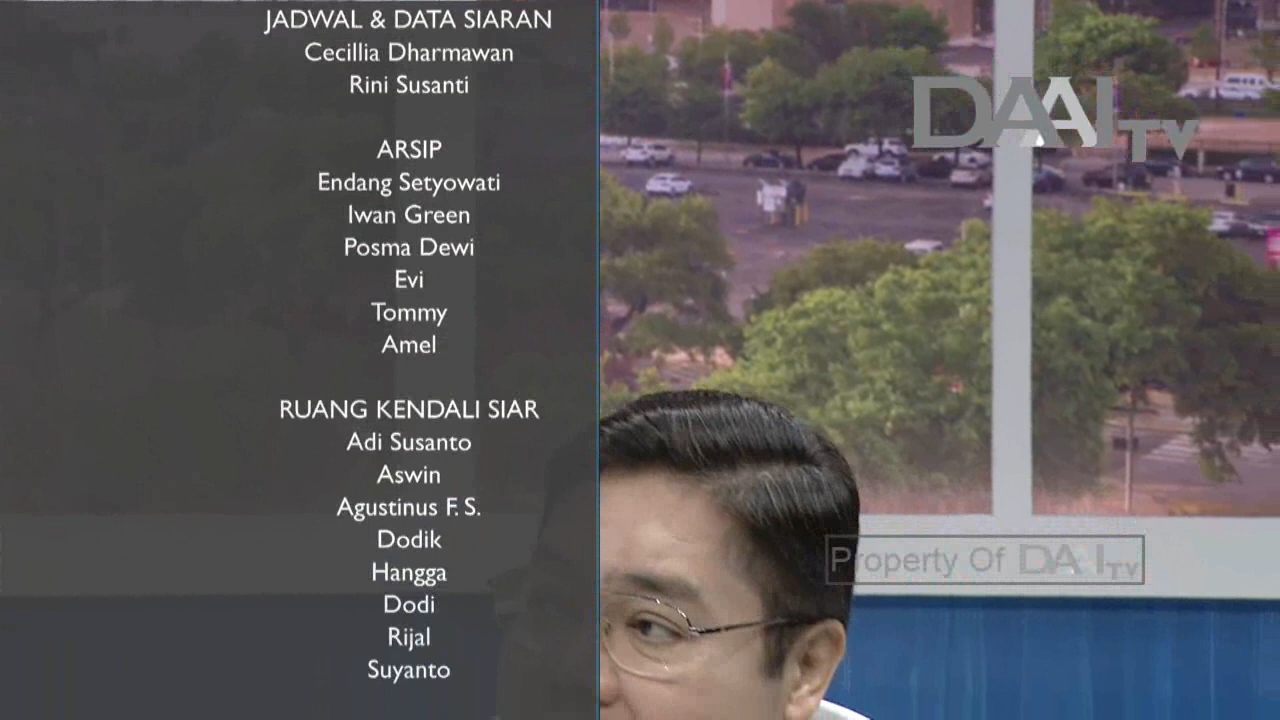 JADWAL & DATA SIARAN
Cecillia Dharmawan
Rini Susanti
ARSIP
Endang Setyowati
Iwan Green
Posma Dewi
Evi
Tommy
Amel
RUANG KENDALI SIAR
Adi Susanto
Aswin
Agustinus F. S.
Dodik
Hangga
Dodi
Rijal
Suyanto
DAAI TV
Property Of DAAI TV